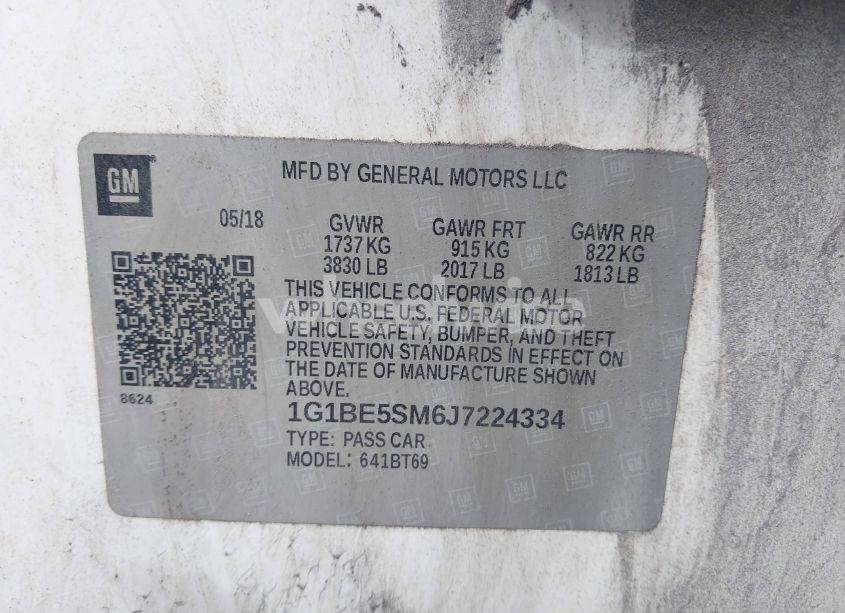 GM
MFD BY GENERAL MOTORS LLC
05/18
GVWR GAWR FRT GAWR RR
1737 KG 915 KG 822 KG
3830 LB 2017 LB 1813 LB
THIS VEHICLE CONFORMS TO ALL
APPLICABLE U.S. FEDERAL MOTOR
VEHICLE SAFETY, BUMPER, AND THEFT
PREVENTION STANDARDS IN EFFECT ON
THE DATE OF MANUFACTURE SHOWN
ABOVE.
8624
1G1BE5SM6J7224334
TYPE: PASS CAR
MODEL: 641BT69